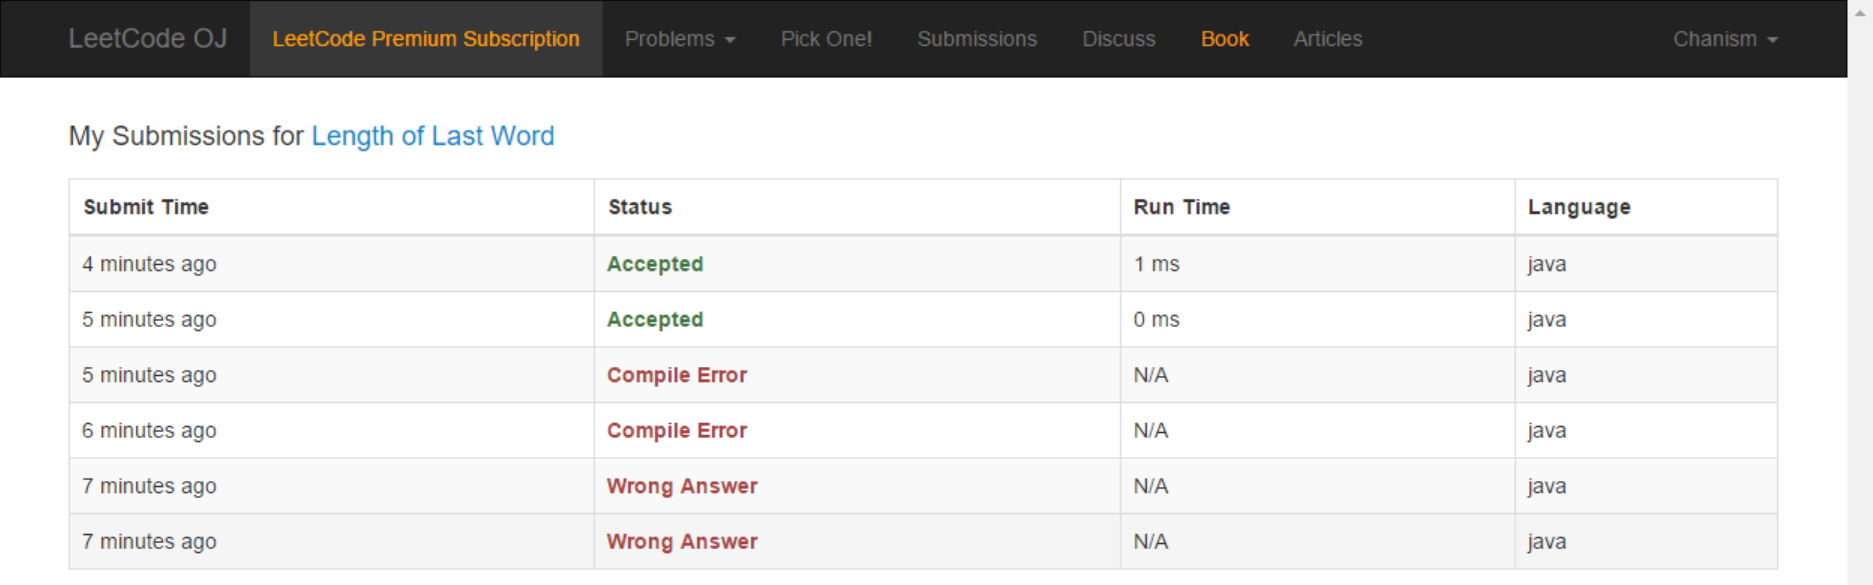 LeetCode OJ LeetCode Premium Subscription Problems Pick One! Submissions Discuss Book Articles Chanism
My Submissions for Length of Last Word
Submit Time Status Run Time Language
4 minutes ago Accepted 1 ms java
5 minutes ago Accepted 0 ms java
5 minutes ago Compile Error N/A java
6 minutes ago Compile Error N/A java
7 minutes ago Wrong Answer N/A java
7 minutes ago Wrong Answer N/A java